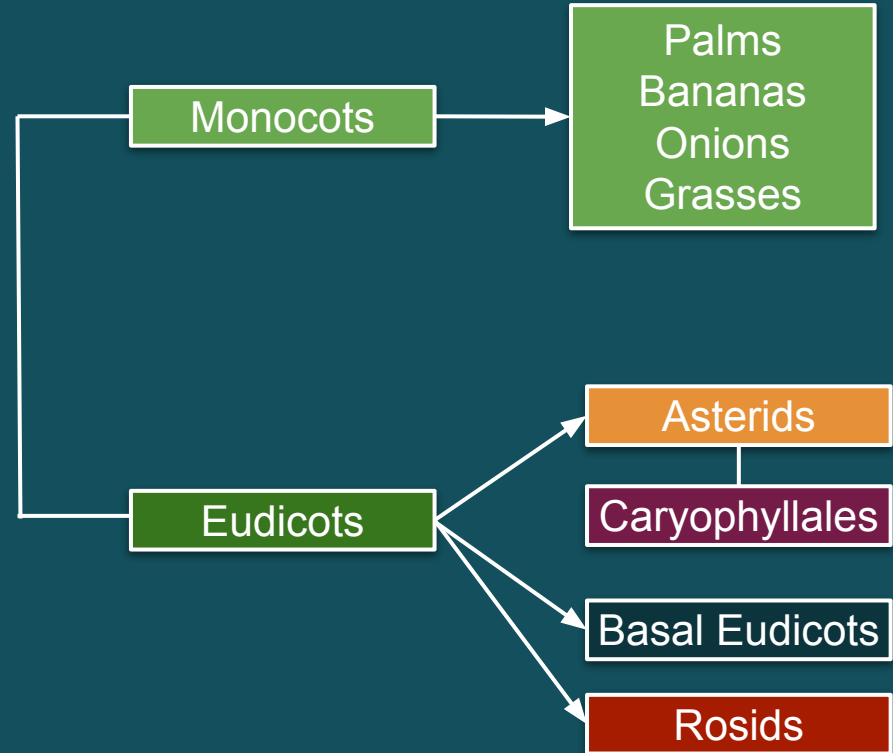 Monocots
Palms
Bananas
Onions
Grasses
Eudicots
Asterids
Caryophyllales
Basal Eudicots
Rosids